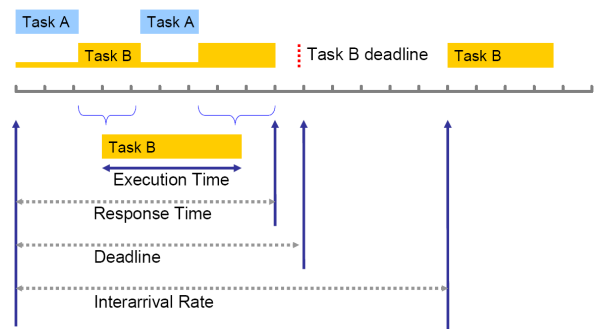 Task A
Task A
Task B
Task B deadline
Task B
Task B
Execution Time
Response Time
Deadline
Interarrival Rate